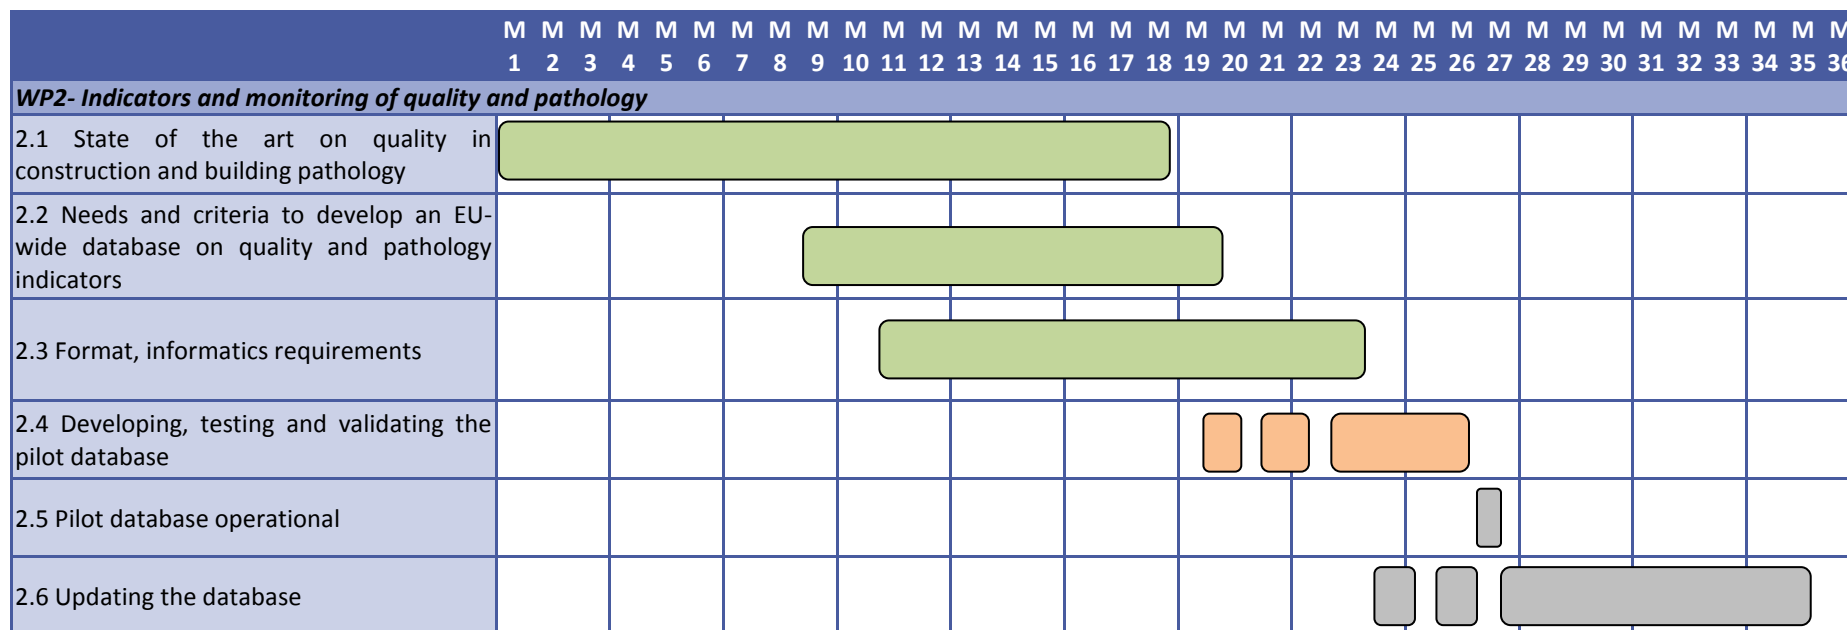 M M M M M M M M M M M M M M M M M M M M M M M M M M M M M M M M M M M M
1 2 3 4 5 6 7 8 9 10 11 12 13 14 15 16 17 18 19 20 21 22 23 24 25 26 27 28 29 30 31 32 33 34 35 36
WP2- Indicators and monitoring of quality and pathology
2.1 State of the art on quality in
construction and building pathology
2.2 Needs and criteria to develop an EU-
wide database on quality and pathology
indicators
2.3 Format, informatics requirements
2.4 Developing, testing and validating the
pilot database
2.5 Pilot database operational
2.6 Updating the database